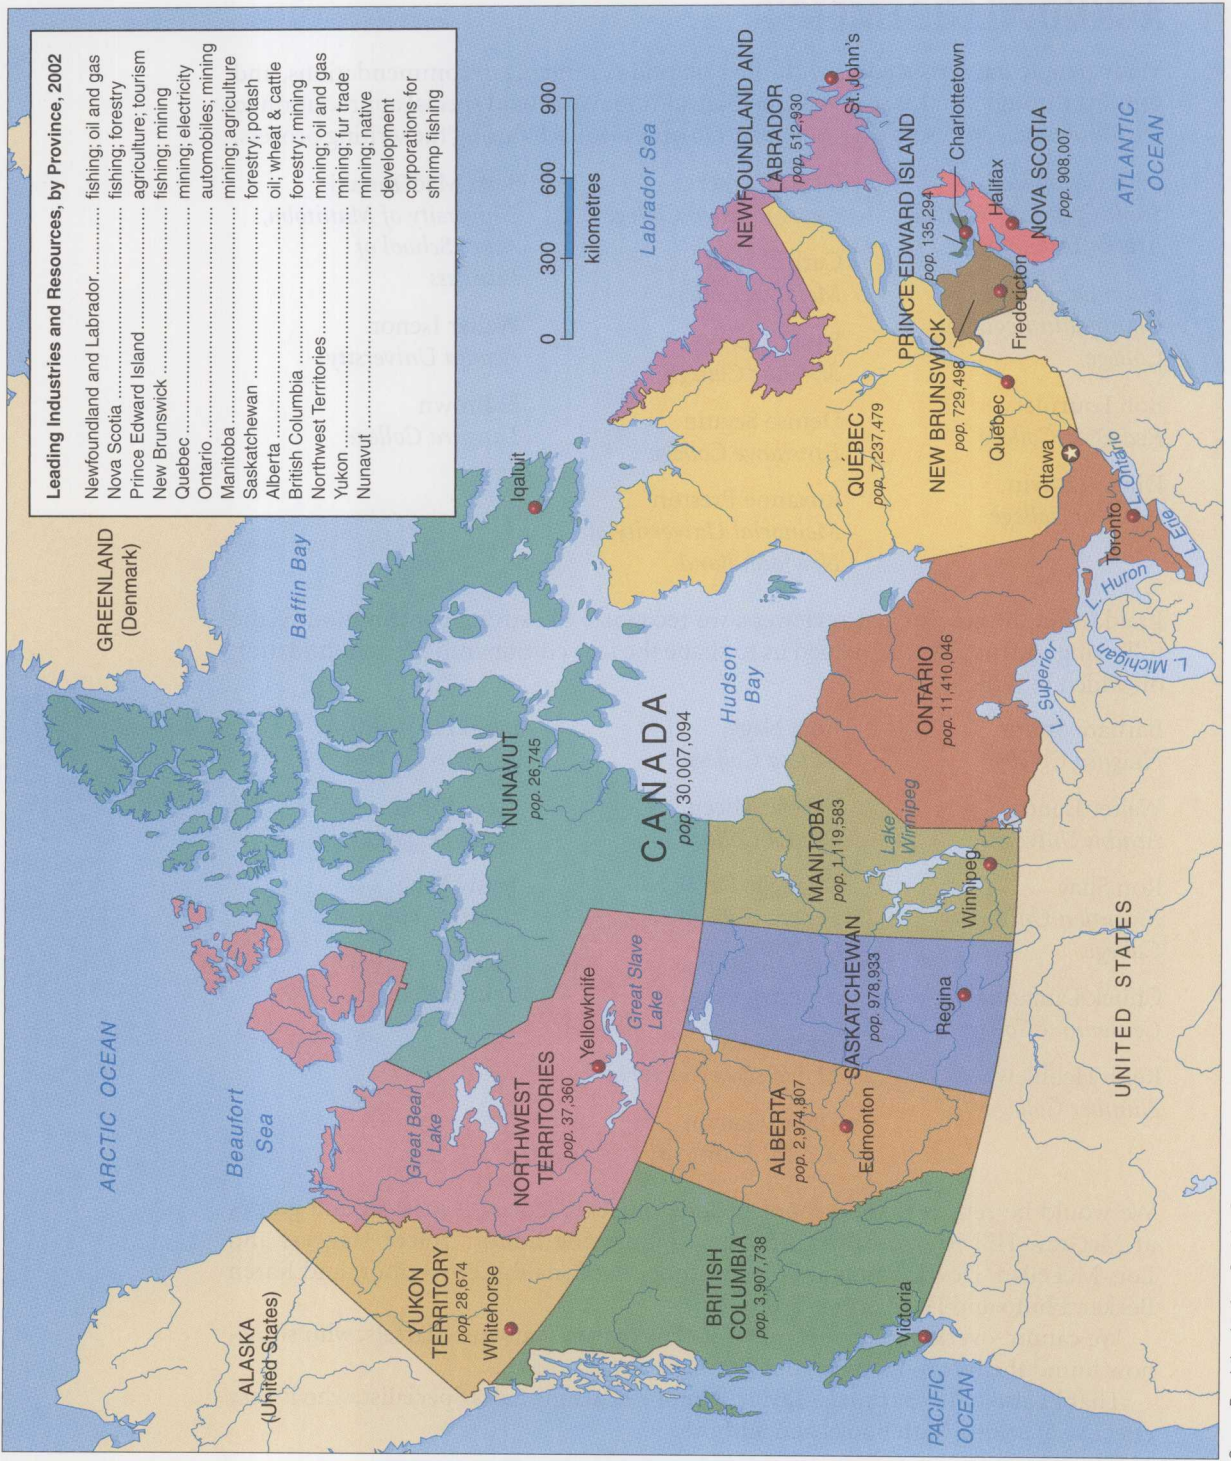 Leading Industries and Resources, by Province, 2002
Newfoundland and Labrador.......... fishing; oil and gas
Nova Scotia .......... fishing; forestry
Prince Edward Island .......... agriculture; tourism
New Brunswick .......... fishing; mining
Quebec .......... mining; electricity
Ontario.......... automobiles; mining
Manitoba .......... mining; agriculture
Saskatchewan .......... forestry; potash
Alberta .......... oil; wheat & cattle
British Columbia .......... forestry; mining
Northwest Territories .......... mining; oil and gas
Yukon.......... mining; fur trade
Nunavut.......... mining; native
development
corporations for
shrimp fishing
0 300 600 900
kilometres
GREENLAND
(Denmark)
ARCTIC OCEAN
Baffin Bay
Beaufort
Sea
Labrador Sea
ALASKA
(United States)
YUKON
TERRITORY
pop. 28,674
Whitehorse
Great Bear
Lake
NORTHWEST
TERRITORIES
pop. 37,360
Yellowknife
Great Slave
Lake
NUNAVUT
pop. 26,745
Iqaluit
CANADA
pop. 30,007,094
Hudson
Bay
NEWFOUNDLAND AND
LABRADOR
pop. 512,930
St. John's
BRITISH
COLUMBIA
pop. 3,907,738
Victoria
ALBERTA
pop. 2,974,807
Edmonton
SASKATCHEWAN
pop. 978,933
Regina
MANITOBA
pop. 1,119,583
Lake
Winnipeg
Winnipeg
ONTARIO
pop. 11,410,046
Toronto
Ottawa
QUEBEC
pop. 7,237,479
Québec
PRINCE EDWARD ISLAND
pop. 135,294
Charlottetown
NEW BRUNSWICK
pop. 729,498
Fredericton
Halifax
NOVA SCOTIA
pop. 908,007
L. Superior
L. Michigan
L. Huron
L. Erie
L. Ontario
UNITED STATES
PACIFIC
OCEAN
ATLANTIC
OCEAN